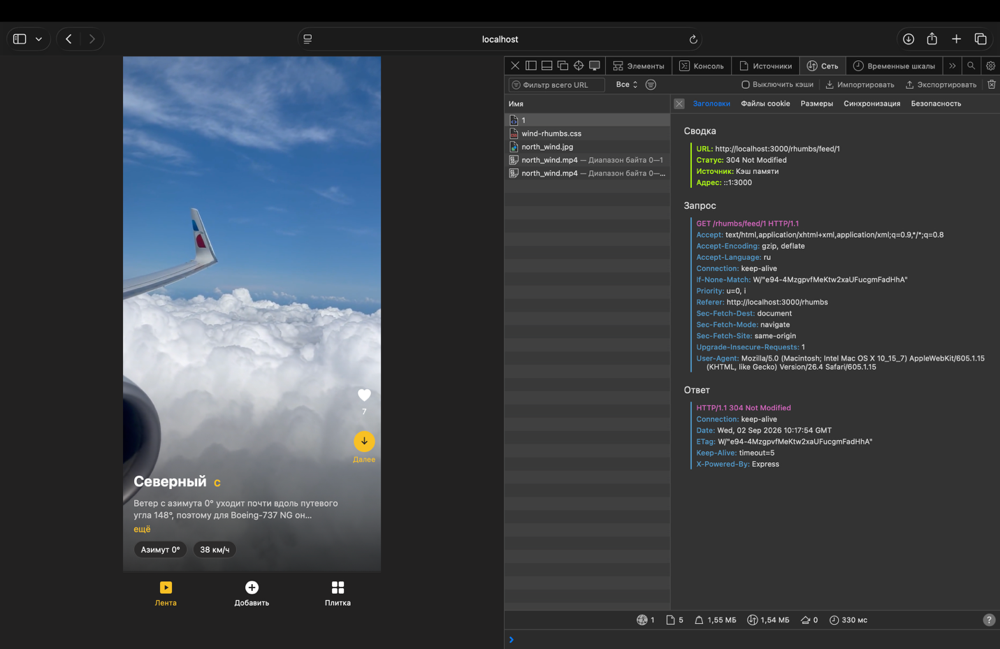 localhost
7
Далее
Северный С
Ветер с азимута 0° уходит почти вдоль путевого
угла 148°, поэтому для Boeing-737 NG он...
ещё
Азимут 0°
38 км/ч
Лента
Добавить
Плитка
Элементы
Консоль
Источники
Сеть
Временные шкалы
Фильтр всего URL
Все
Выключить кэши
Импортировать
Экспортировать
Имя
1
wind-rhumbs.css
north_wind.jpg
north_wind.mp4 — Диапазон байта 0—1
north_wind.mp4 — Диапазон байта 0—...
Заголовки
Файлы cookie
Размеры
Синхронизация
Безопасность
Сводка
URL: http://localhost:3000/rhumbs/feed/1
Статус: 304 Not Modified
Источник: Кэш памяти
Адрес: ::1:3000
Запрос
GET /rhumbs/feed/1 HTTP/1.1
Accept: text/html,application/xhtml+xml,application/xml;q=0.9,*/*;q=0.8
Accept-Encoding: gzip, deflate
Accept-Language: ru
Connection: keep-alive
If-None-Match: W/"e94-4MzgpvfMeKtw2xaUFucgmFadHhA"
Priority: u=0, i
Referer: http://localhost:3000/rhumbs
Sec-Fetch-Dest: document
Sec-Fetch-Mode: navigate
Sec-Fetch-Site: same-origin
Upgrade-Insecure-Requests: 1
User-Agent: Mozilla/5.0 (Macintosh; Intel Mac OS X 10_15_7) AppleWebKit/605.1.15
(KHTML, like Gecko) Version/26.4 Safari/605.1.15
Ответ
HTTP/1.1 304 Not Modified
Connection: keep-alive
Date: Wed, 02 Sep 2026 10:17:54 GMT
ETag: W/"e94-4MzgpvfMeKtw2xaUFucgmFadHhA"
Keep-Alive: timeout=5
X-Powered-By: Express
1
5
1,55 МБ
1,54 МБ
0
330 мс